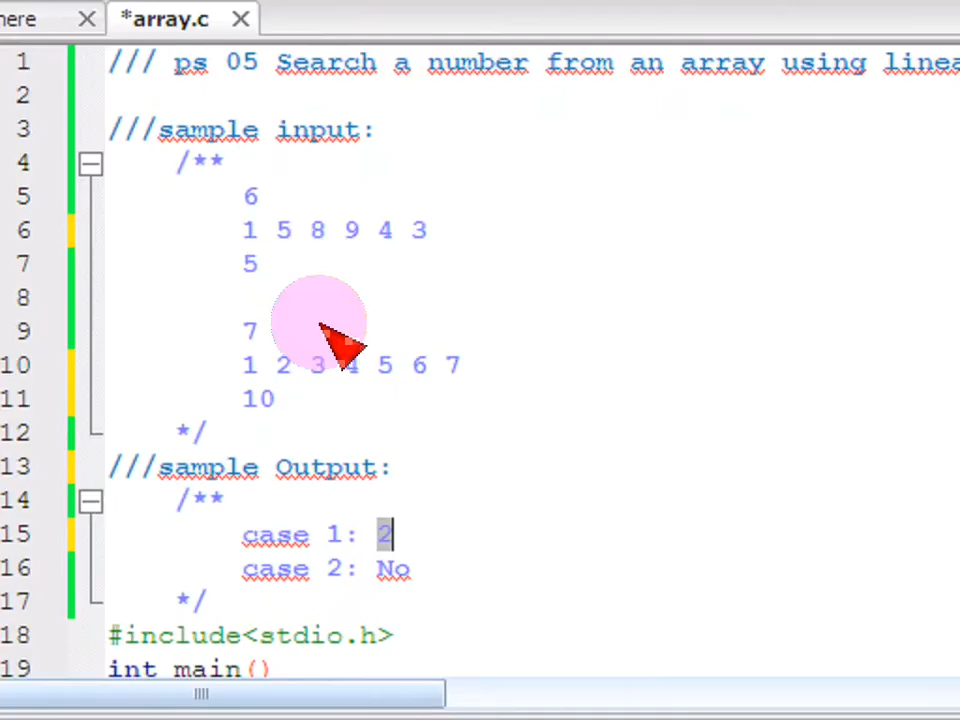 here *array.c
1 /// ps 05 Search a number from an array using linea
2
3 ///sample input:
4 /**
5 6
6 1 5 8 9 4 3
7 5
8
9 7
10 1 2 3 4 5 6 7
11 10
12 */
13 ///sample Output:
14 /**
15 case 1: 2
16 case 2: No
17 */
18 #include<stdio.h>
19 int main()